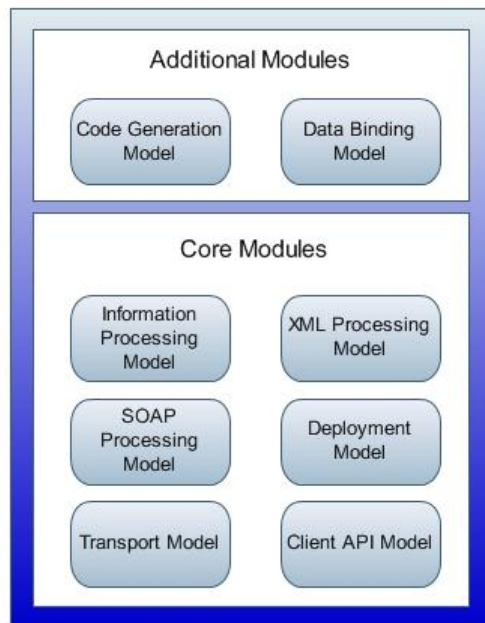 Additional Modules
Code Generation
Model
Data Binding
Model
Core Modules
Information
Processing
Model
XML Processing
Model
SOAP
Processing
Model
Deployment
Model
Transport Model
Client API Model